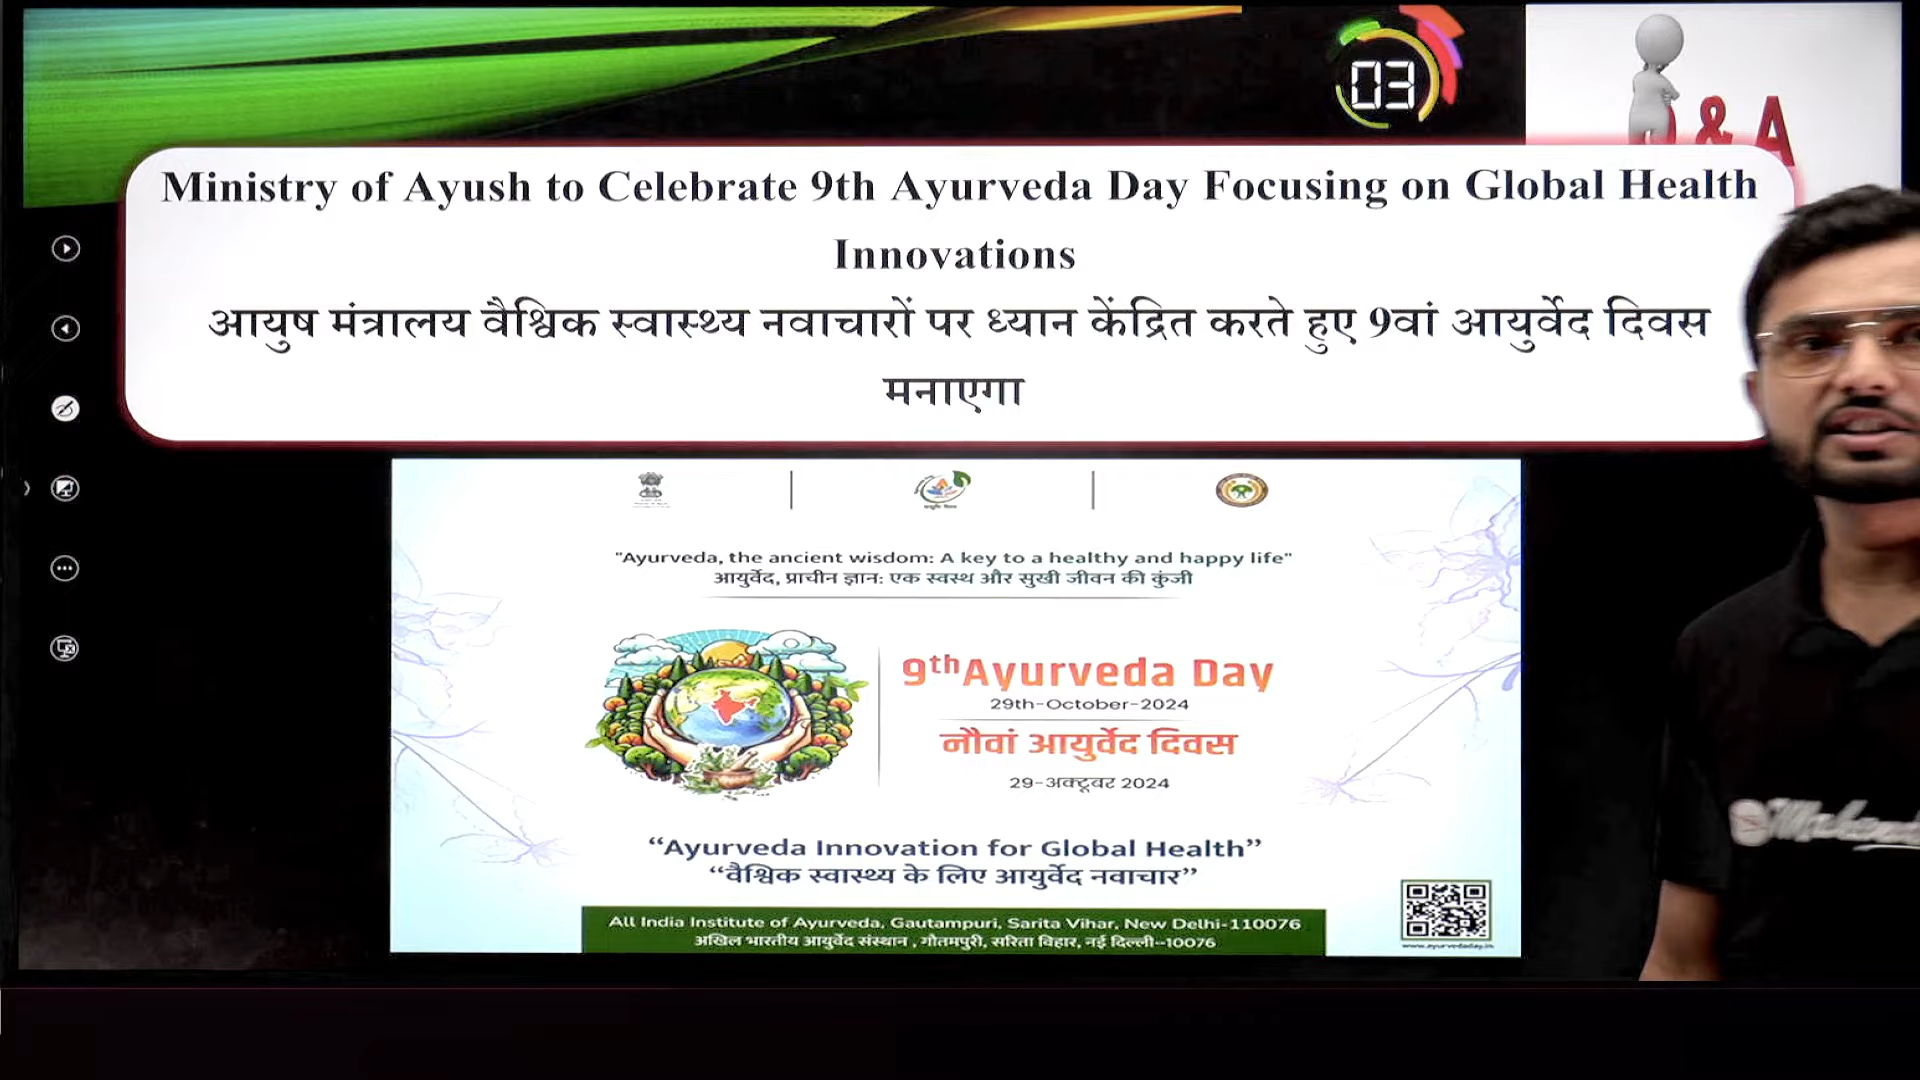 03
& A
Ministry of Ayush to Celebrate 9th Ayurveda Day Focusing on Global Health
Innovations
आयुष मंत्रालय वैश्विक स्वास्थ्य नवाचारों पर ध्यान केंद्रित करते हुए 9वां आयुर्वेद दिवस
मनाएगा
"Ayurveda, the ancient wisdom: A key to a healthy and happy life"
आयुर्वेद, प्राचीन ज्ञान: एक स्वस्थ और सुखी जीवन की कुंजी
9th Ayurveda Day
29th-October-2024
नौवां आयुर्वेद दिवस
29-अक्टूबर 2024
“Ayurveda Innovation for Global Health”
“वैश्विक स्वास्थ्य के लिए आयुर्वेद नवाचार”
All India Institute of Ayurveda, Gautampuri, Sarita Vihar, New Delhi-110076
अखिल भारतीय आयुर्वेद संस्थान , गौतमपुरी, सरिता विहार, नई दिल्ली-10076
www.ayurvedaday.in